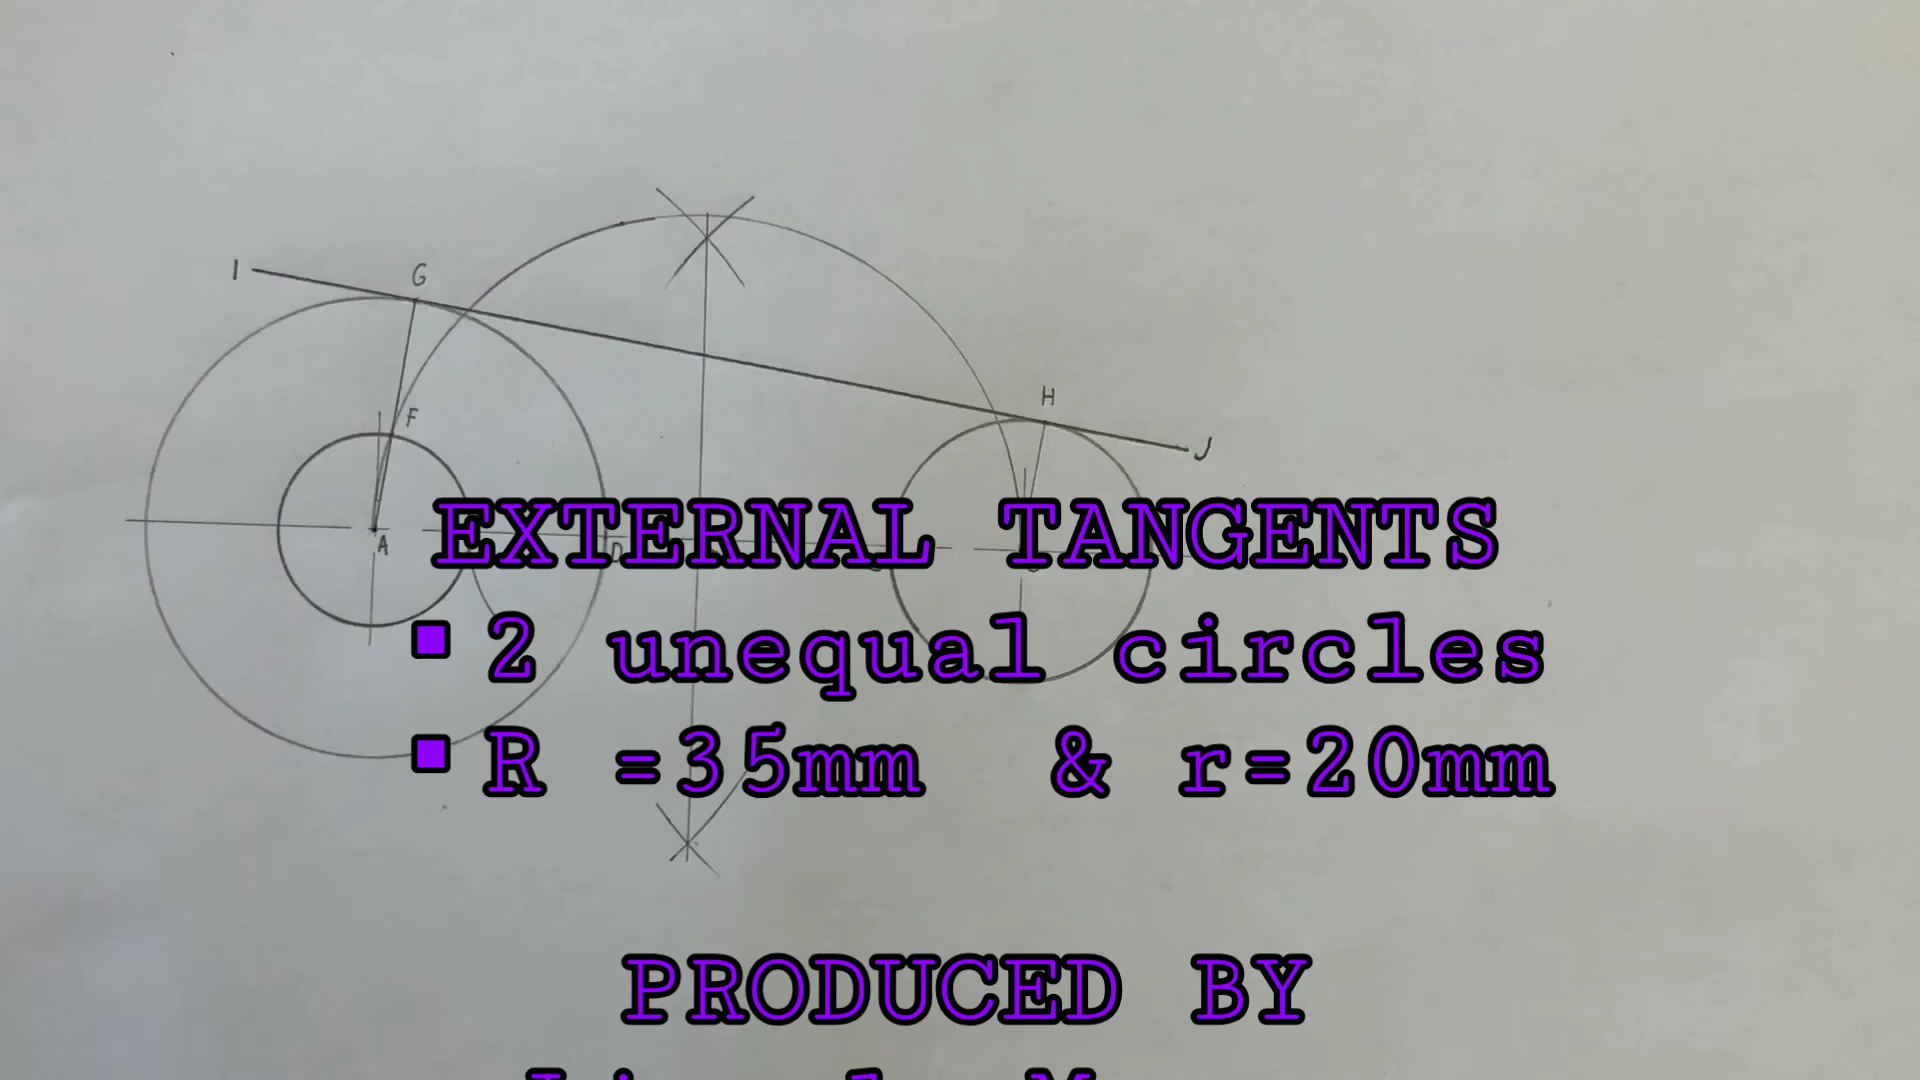 I
G
F
H
J
A
D
EXTERNAL TANGENTS
▪ 2 unequal circles
▪ R =35mm & r=20mm
PRODUCED BY